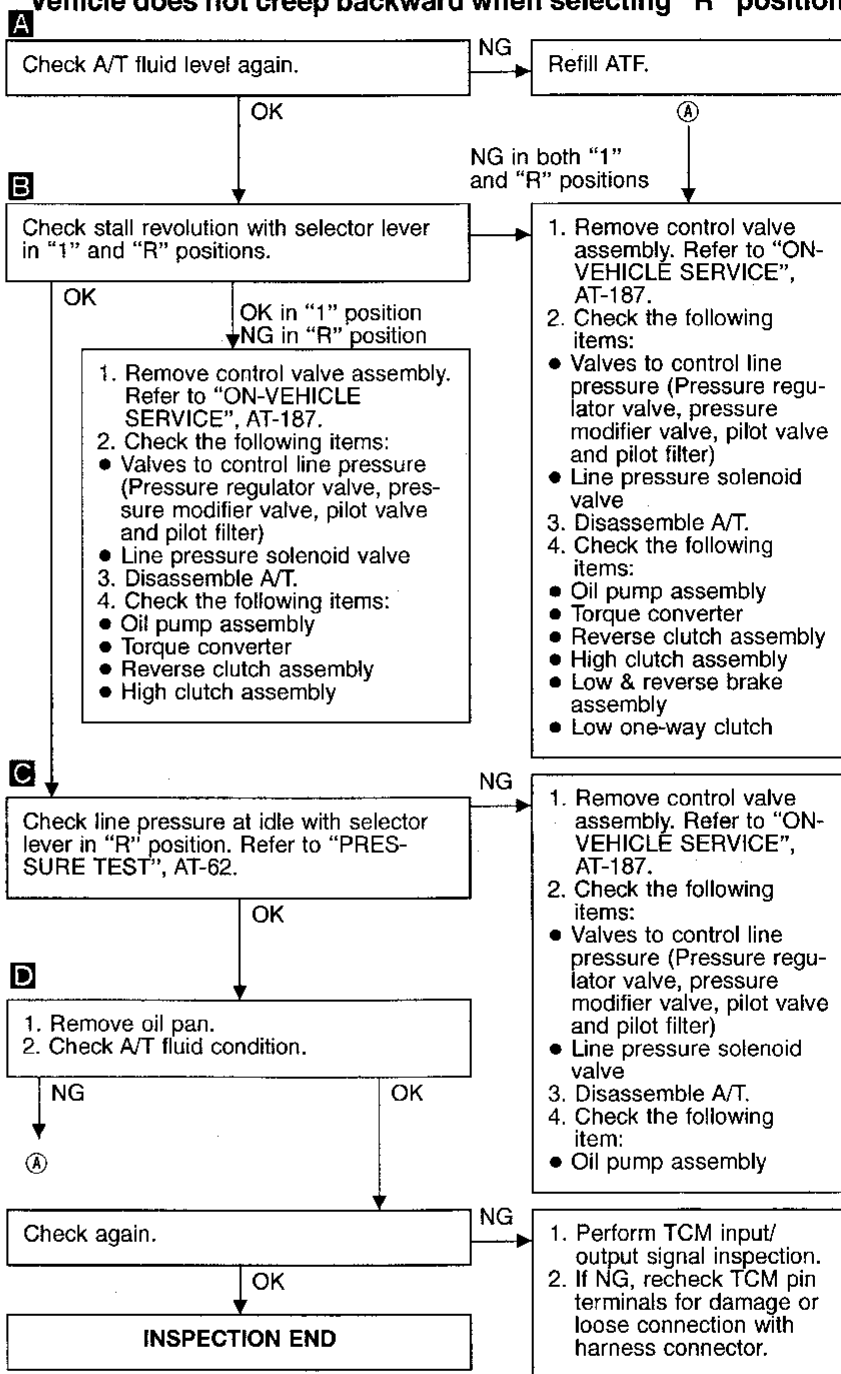 Vehicle does not creep backward when selecting "R" position
A
Check A/T fluid level again.
NG
Refill ATF.
OK
Ⓐ
NG in both "1"
and "R" positions
B
Check stall revolution with selector lever
in "1" and "R" positions.
OK
OK in "1" position
NG in "R" position
1. Remove control valve assembly.
Refer to "ON-VEHICLE
SERVICE", AT-187.
2. Check the following items:
● Valves to control line pressure
(Pressure regulator valve, pres-
sure modifier valve, pilot valve
and pilot filter)
● Line pressure solenoid valve
3. Disassemble A/T.
4. Check the following items:
● Oil pump assembly
● Torque converter
● Reverse clutch assembly
● High clutch assembly
1. Remove control valve
assembly. Refer to "ON-
VEHICLE SERVICE",
AT-187.
2. Check the following
items:
● Valves to control line
pressure (Pressure regu-
lator valve, pressure
modifier valve, pilot valve
and pilot filter)
● Line pressure solenoid
valve
3. Disassemble A/T.
4. Check the following
items:
● Oil pump assembly
● Torque converter
● Reverse clutch assembly
● High clutch assembly
● Low & reverse brake
assembly
● Low one-way clutch
C
Check line pressure at idle with selector
lever in "R" position. Refer to "PRES-
SURE TEST", AT-62.
NG
1. Remove control valve
assembly. Refer to "ON-
VEHICLE SERVICE",
AT-187.
2. Check the following
items:
● Valves to control line
pressure (Pressure regu-
lator valve, pressure
modifier valve, pilot valve
and pilot filter)
● Line pressure solenoid
valve
3. Disassemble A/T.
4. Check the following
item:
● Oil pump assembly
OK
D
1. Remove oil pan.
2. Check A/T fluid condition.
NG
OK
Ⓐ
Check again.
NG
1. Perform TCM input/
output signal inspection.
2. If NG, recheck TCM pin
terminals for damage or
loose connection with
harness connector.
OK
INSPECTION END